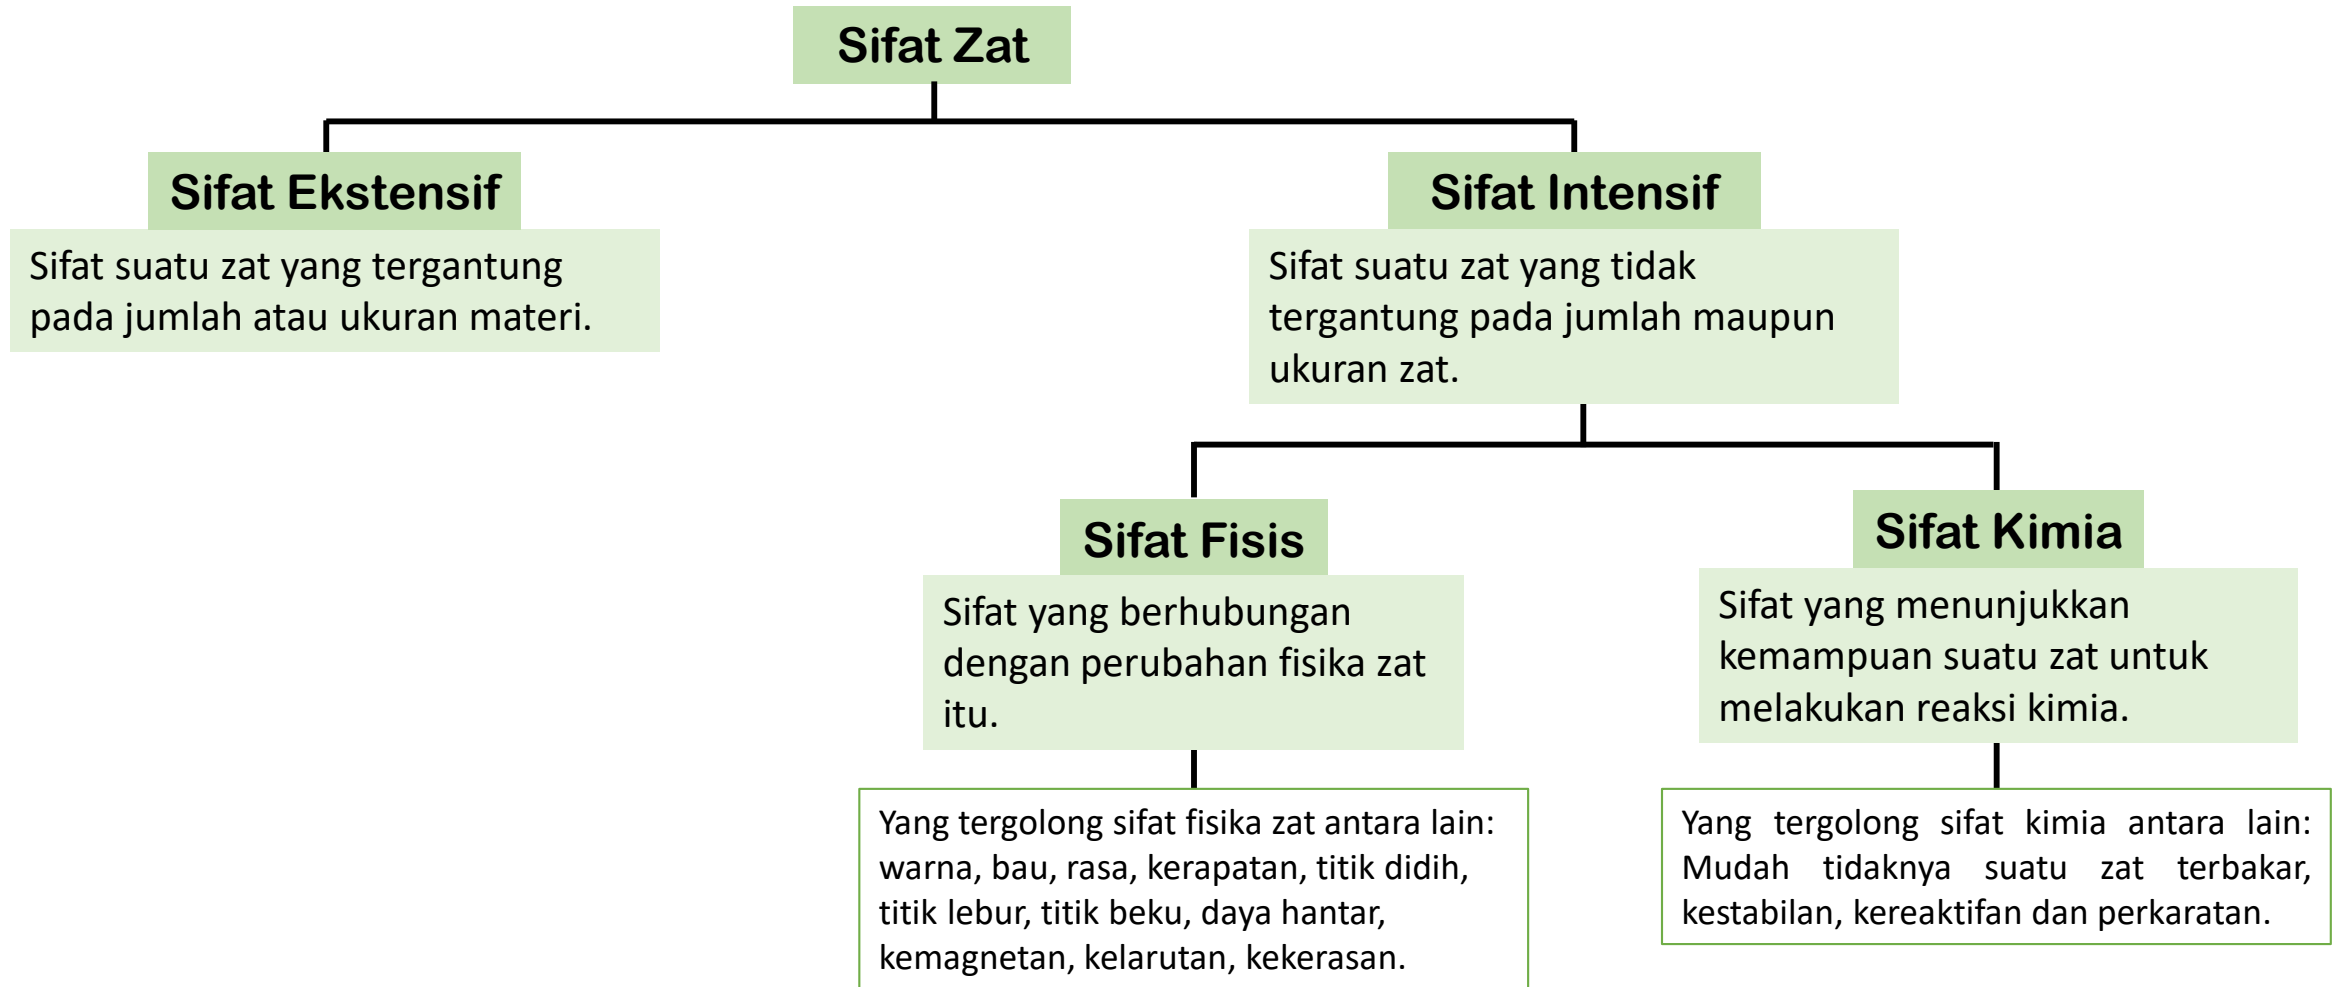 Sifat Zat
Sifat Ekstensif
Sifat suatu zat yang tergantung
pada jumlah atau ukuran materi.
Sifat Intensif
Sifat suatu zat yang tidak
tergantung pada jumlah maupun
ukuran zat.
Sifat Fisis
Sifat yang berhubungan
dengan perubahan fisika zat
itu.
Yang tergolong sifat fisika zat antara lain:
warna, bau, rasa, kerapatan, titik didih,
titik lebur, titik beku, daya hantar,
kemagnetan, kelarutan, kekerasan.
Sifat Kimia
Sifat yang menunjukkan
kemampuan suatu zat untuk
melakukan reaksi kimia.
Yang tergolong sifat kimia antara lain:
Mudah tidaknya suatu zat terbakar,
kestabilan, kereaktifan dan perkaratan.